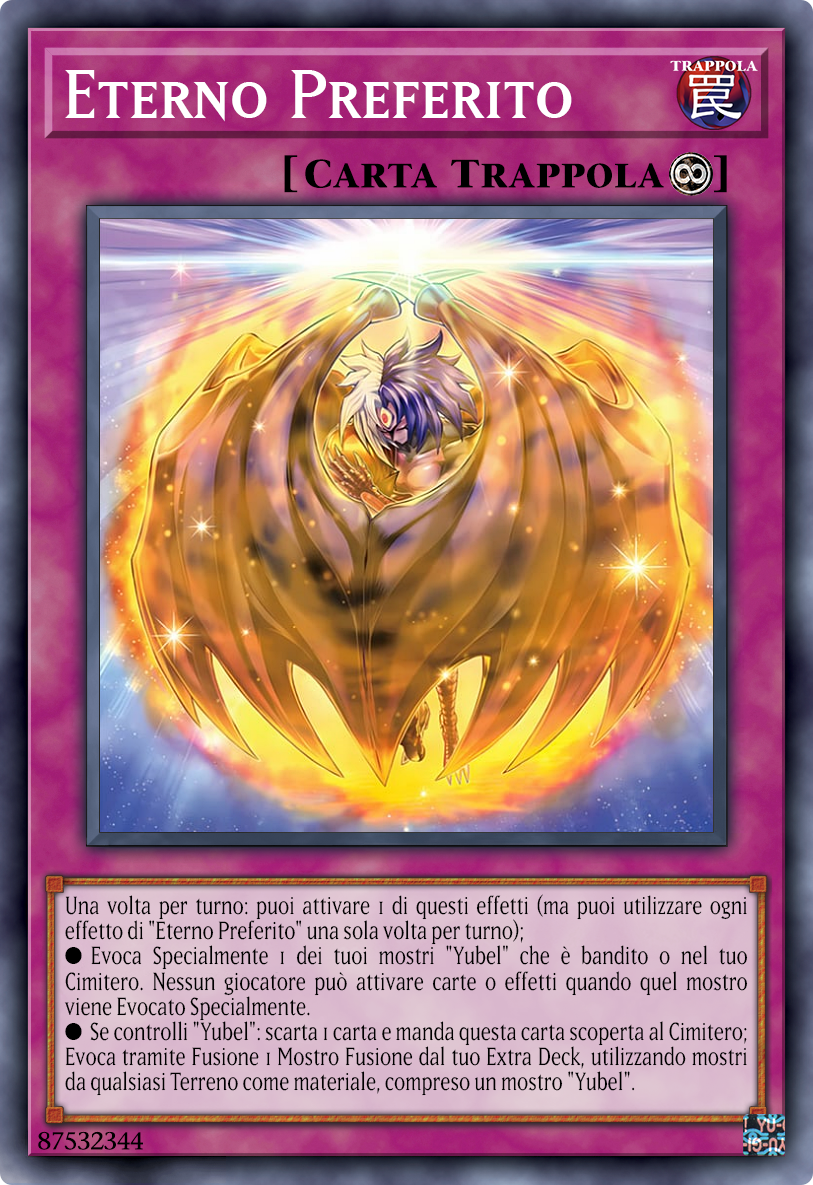 Eterno Preferito
TRAPPOLA
罠
[Carta Trappola∞]
Una volta per turno: puoi attivare 1 di questi effetti (ma puoi utilizzare ogni
effetto di "Eterno Preferito" una sola volta per turno);
● Evoca Specialmente 1 dei tuoi mostri "Yubel" che è bandito o nel tuo
Cimitero. Nessun giocatore può attivare carte o effetti quando quel mostro
viene Evocato Specialmente.
● Se controlli "Yubel": scarta 1 carta e manda questa carta scoperta al Cimitero;
Evoca tramite Fusione 1 Mostro Fusione dal tuo Extra Deck, utilizzando mostri
da qualsiasi Terreno come materiale, compreso un mostro "Yubel".
87532344